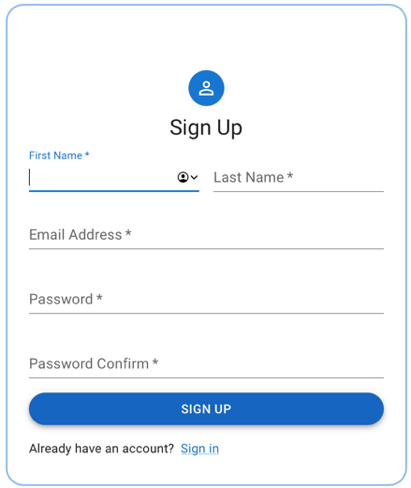 Sign Up
First Name *
Last Name *
Email Address *
Password *
Password Confirm *
SIGN UP
Already have an account? Sign in